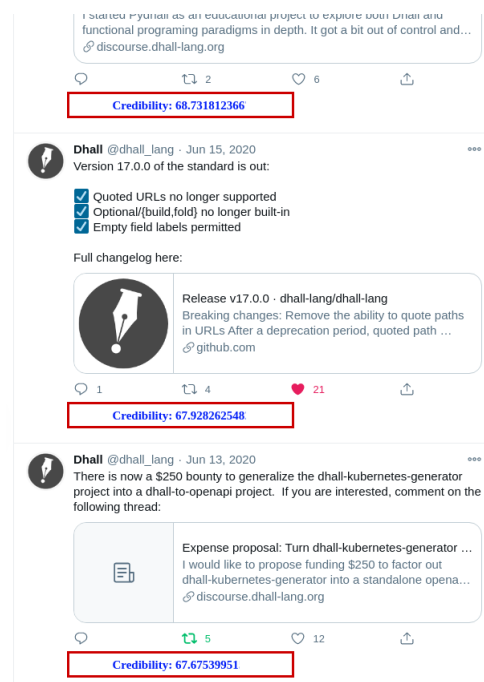 I started Pydhall as an educational project to explore both Dhall and
functional programing paradigms in depth. It got a bit out of control and…
discourse.dhall-lang.org
2 6
Credibility: 68.731812366
Dhall @dhall_lang · Jun 15, 2020
Version 17.0.0 of the standard is out:
Quoted URLs no longer supported
Optional/{build,fold} no longer built-in
Empty field labels permitted
Full changelog here:
Release v17.0.0 · dhall-lang/dhall-lang
Breaking changes: Remove the ability to quote paths
in URLs After a deprecation period, quoted path …
github.com
1 4 21
Credibility: 67.928262548
Dhall @dhall_lang · Jun 13, 2020
There is now a $250 bounty to generalize the dhall-kubernetes-generator
project into a dhall-to-openapi project. If you are interested, comment on the
following thread:
Expense proposal: Turn dhall-kubernetes-generator …
I would like to propose funding $250 to factor out
dhall-kubernetes-generator into a standalone opena…
discourse.dhall-lang.org
5 12
Credibility: 67.67539951